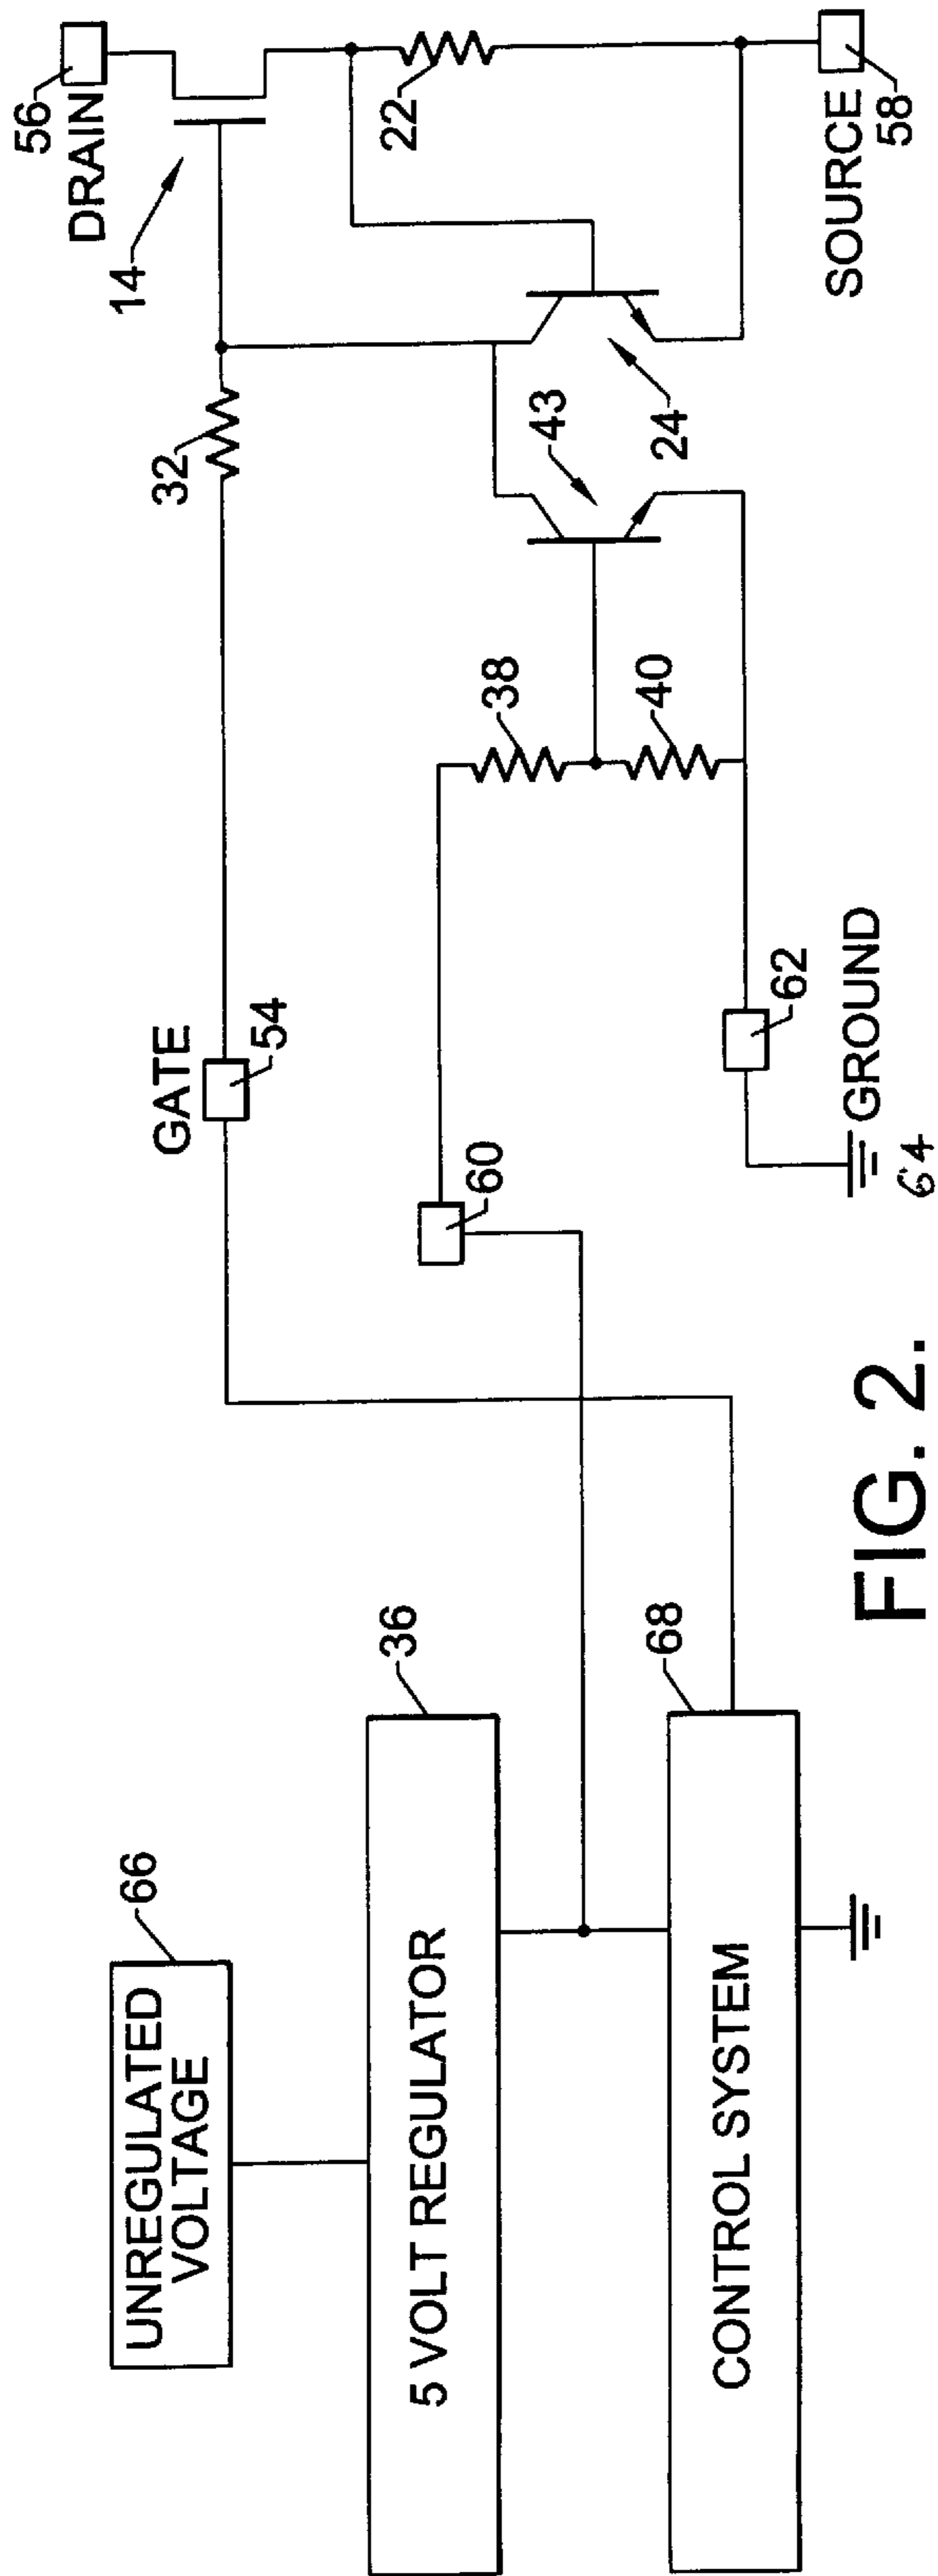 UNREGULATED
VOLTAGE
66
5 VOLT REGULATOR
36
CONTROL SYSTEM
68
GATE
54
60
62
GROUND
64
32
38
40
43
24
14
22
56
DRAIN
SOURCE
58
FIG. 2.